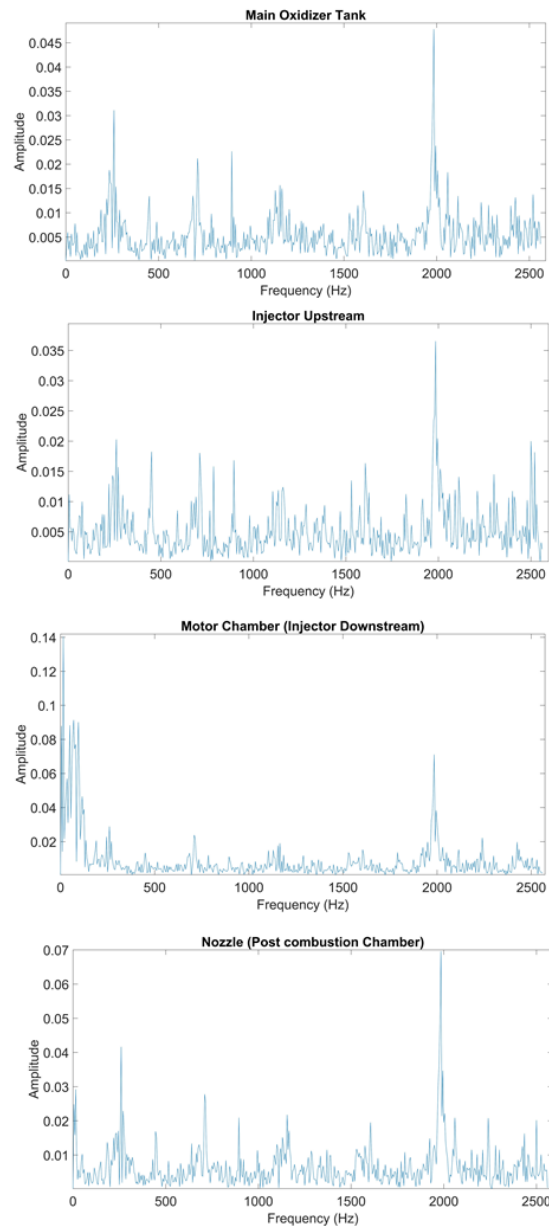 Main Oxidizer Tank
0.045
0.04
0.035
0.03
0.025
0.02
0.015
0.01
0.005
Amplitude
0 500 1000 1500 2000 2500
Frequency (Hz)
Injector Upstream
0.035
0.03
0.025
0.02
0.015
0.01
0.005
Amplitude
0 500 1000 1500 2000 2500
Frequency (Hz)
Motor Chamber (Injector Downstream)
0.14
0.12
0.1
0.08
0.06
0.04
0.02
Amplitude
0 500 1000 1500 2000 2500
Frequency (Hz)
Nozzle (Post combustion Chamber)
0.07
0.06
0.05
0.04
0.03
0.02
0.01
Amplitude
0 500 1000 1500 2000 2500
Frequency (Hz)